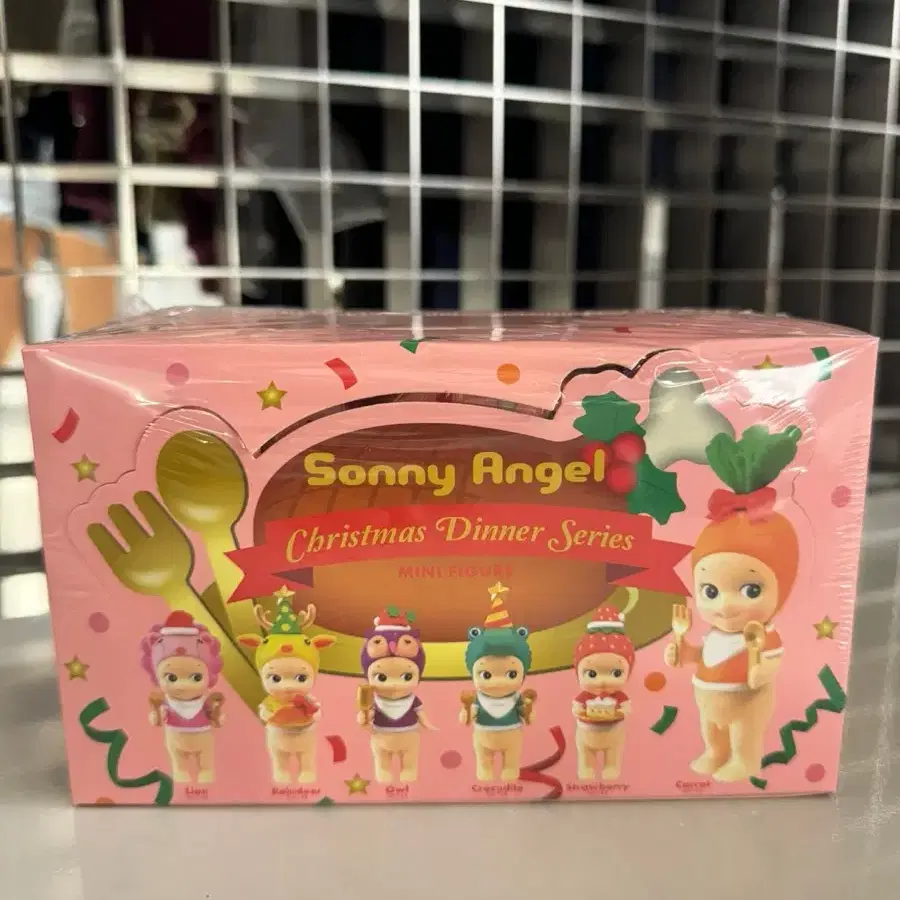 Sonny Angel
Christmas Dinner Series
MINI FIGURE
Lion
Reindeer
Owl
Crocodile
Strawberry
Carrot